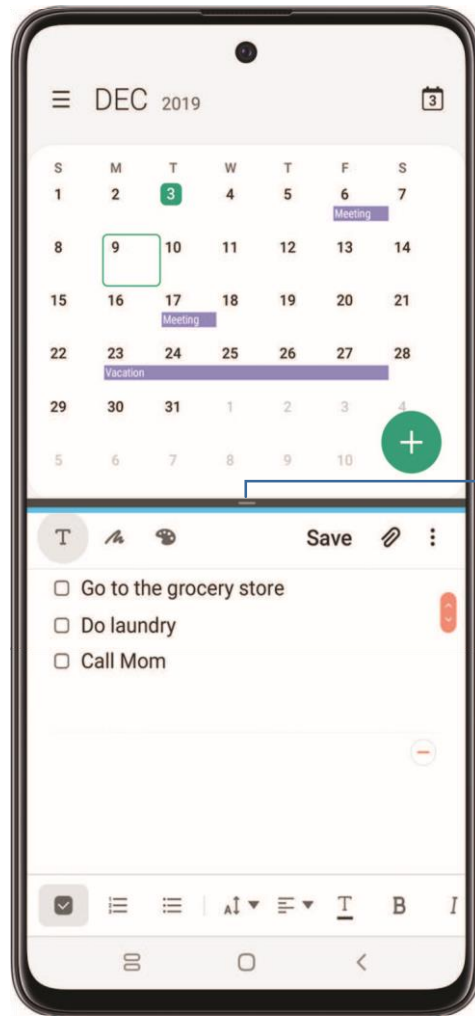 DEC 2019
3
S M T W T F S
1 2 3 4 5 6 7
Meeting
8 9 10 11 12 13 14
15 16 17 18 19 20 21
Meeting
22 23 24 25 26 27 28
Vacation
29 30 31 1 2 3 4
5 6 7 8 9 10
T Save
Go to the grocery store
Do laundry
Call Mom
A T B I